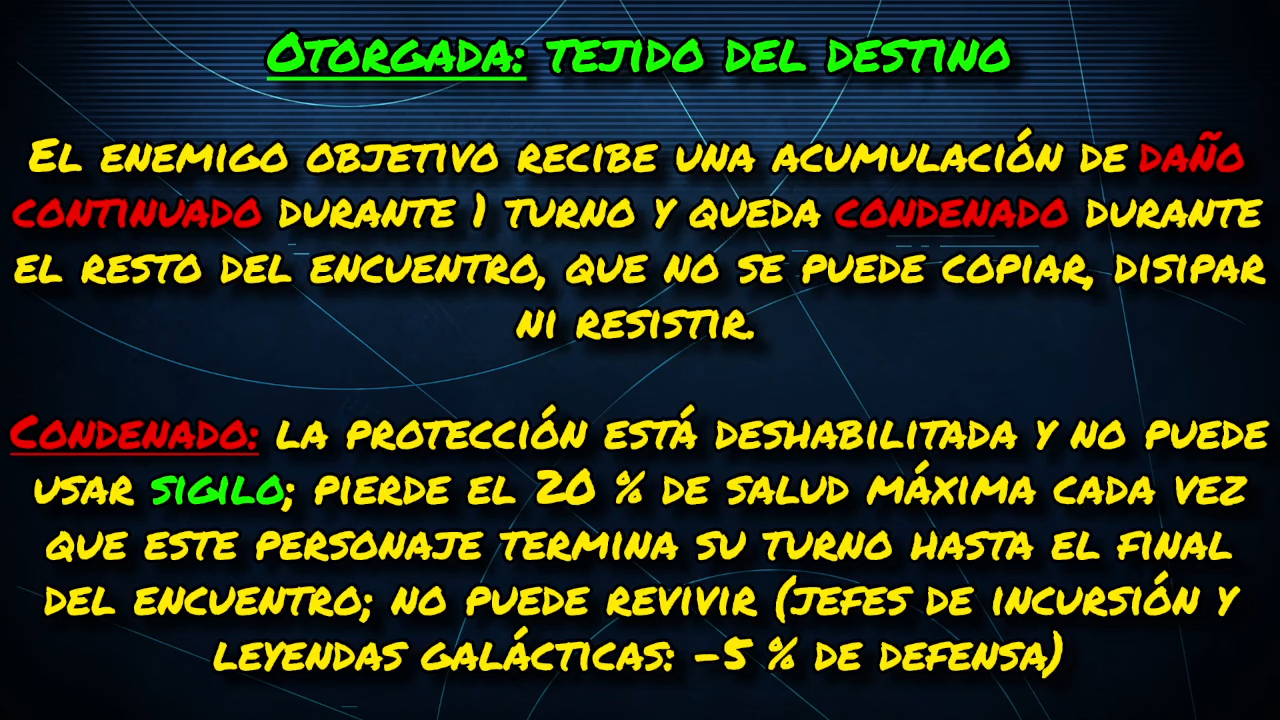 Otorgada: tejido del destino
El enemigo objetivo recibe una acumulación de daño
continuado durante 1 turno y queda condenado durante
el resto del encuentro, que no se puede copiar, disipar
ni resistir.
Condenado: la protección está deshabilitada y no puede
usar sigilo; pierde el 20 % de salud máxima cada vez
que este personaje termina su turno hasta el final
del encuentro; no puede revivir (jefes de incursión y
leyendas galácticas: -5 % de defensa)